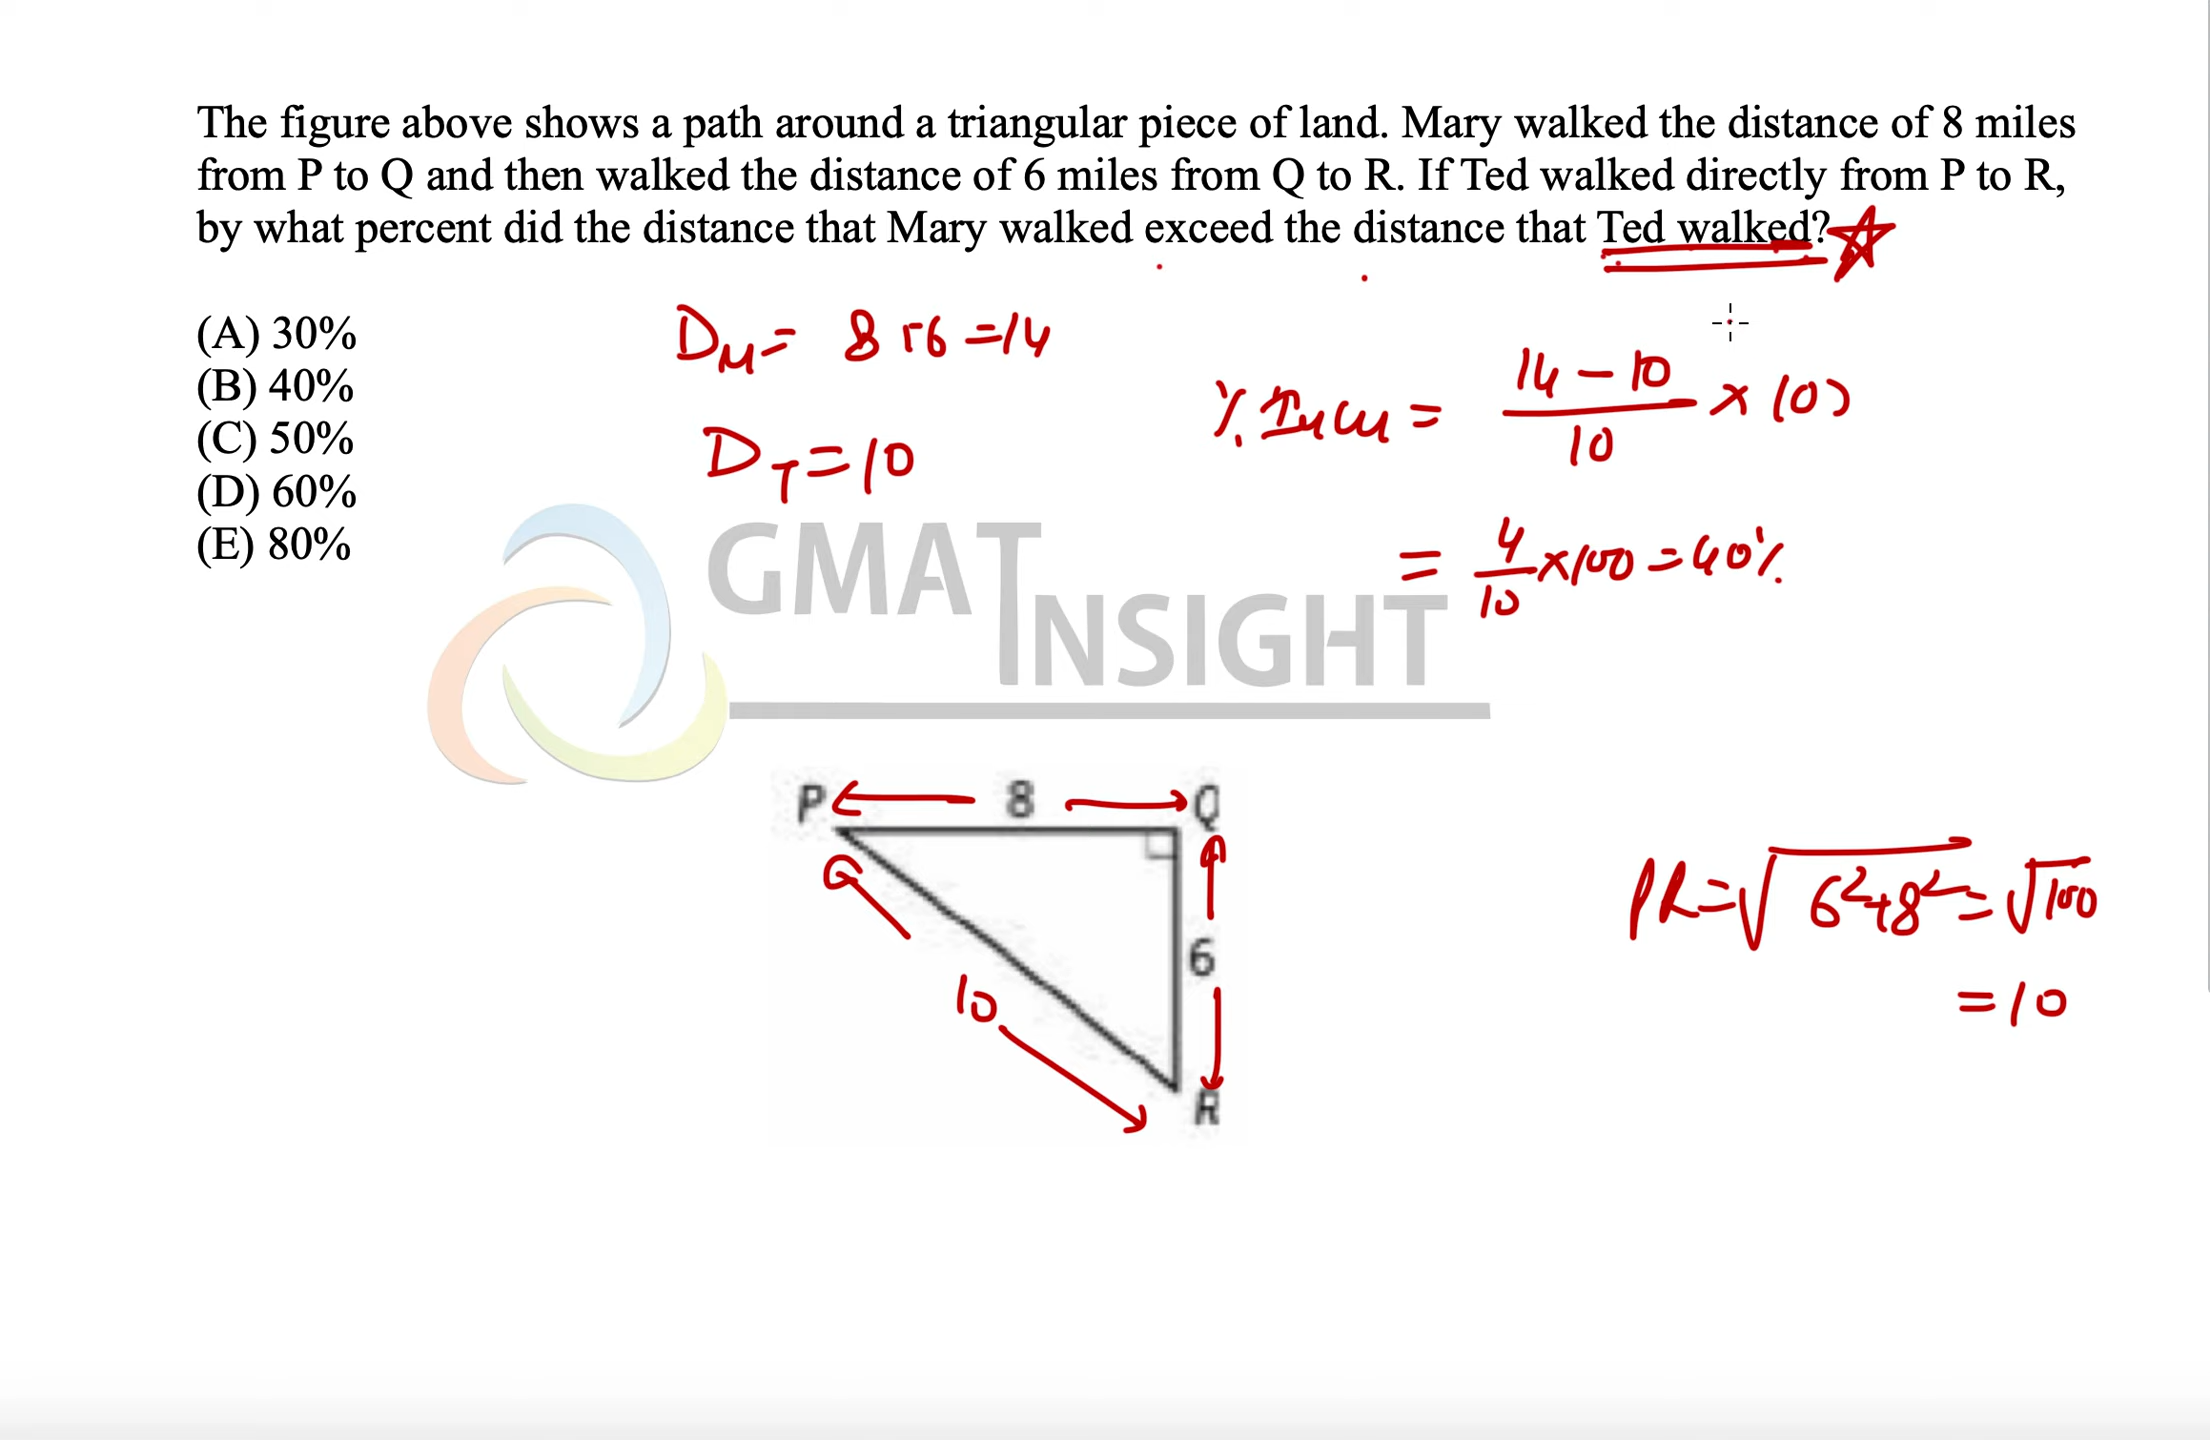 The figure above shows a path around a triangular piece of land. Mary walked the distance of 8 miles
from P to Q and then walked the distance of 6 miles from Q to R. If Ted walked directly from P to R,
by what percent did the distance that Mary walked exceed the distance that Ted walked?
(A) 30%
(B) 40%
(C) 50%
(D) 60%
(E) 80%
D_M = 8+6 =14
D_T = 10
% = (14 - 10)/10 × 100
= 4/10 × 100 = 40%
GMAT INSIGHT
P 8 Q
6
10
R
PR = √(6²+8²) = √100
= 10